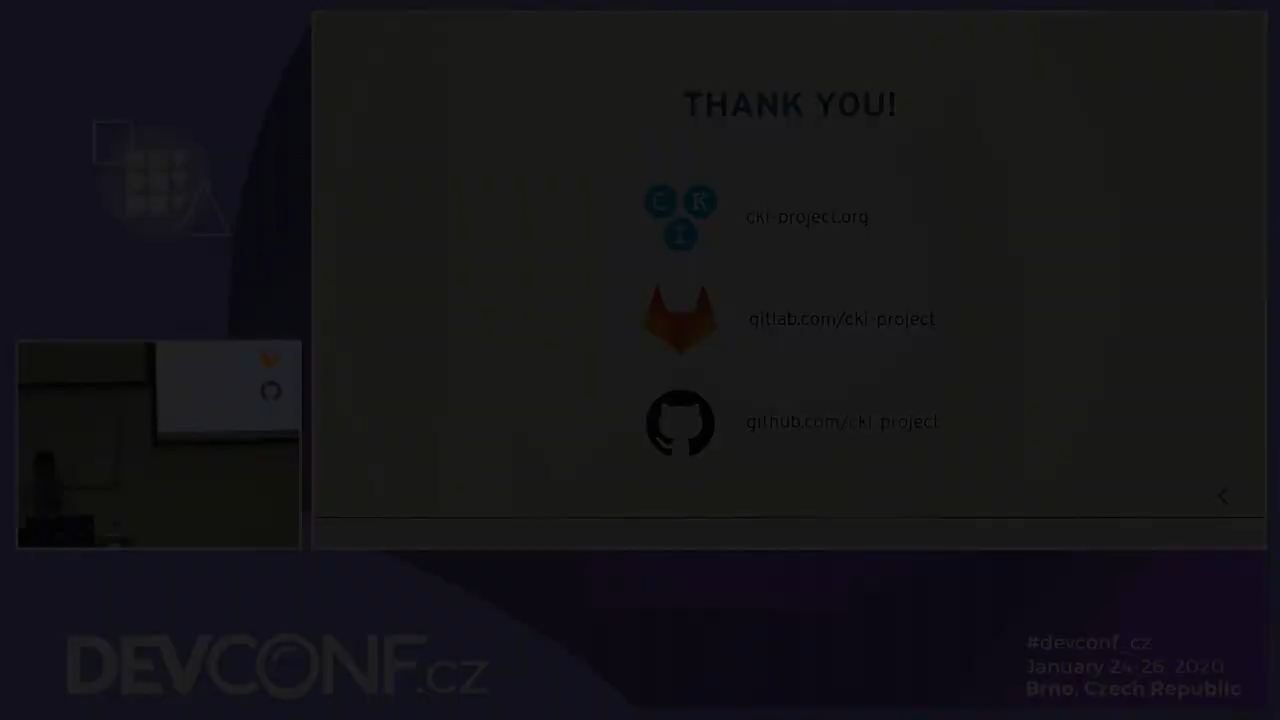 THANK YOU!
C K
I
cki-project.org
gitlab.com/cki-project
github.com/cki-project
DEVCONF.CZ
#devconf_cz
January 24-26, 2020
Brno, Czech Republic